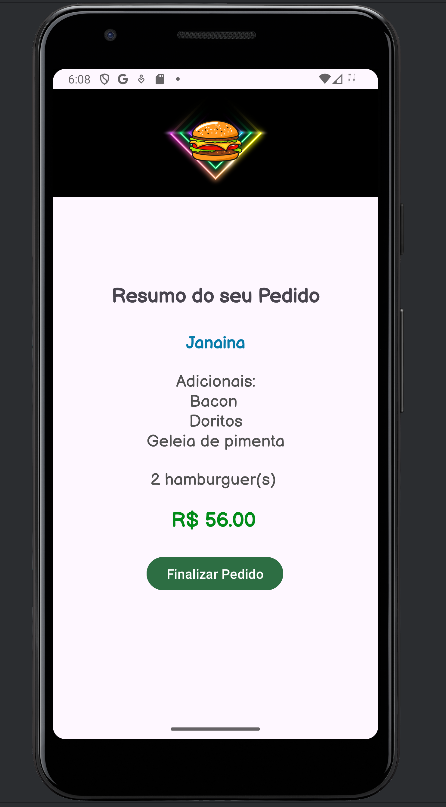 6:08
Resumo do seu Pedido
Janaina
Adicionais:
Bacon
Doritos
Geleia de pimenta
2 hamburguer(s)
R$ 56.00
Finalizar Pedido